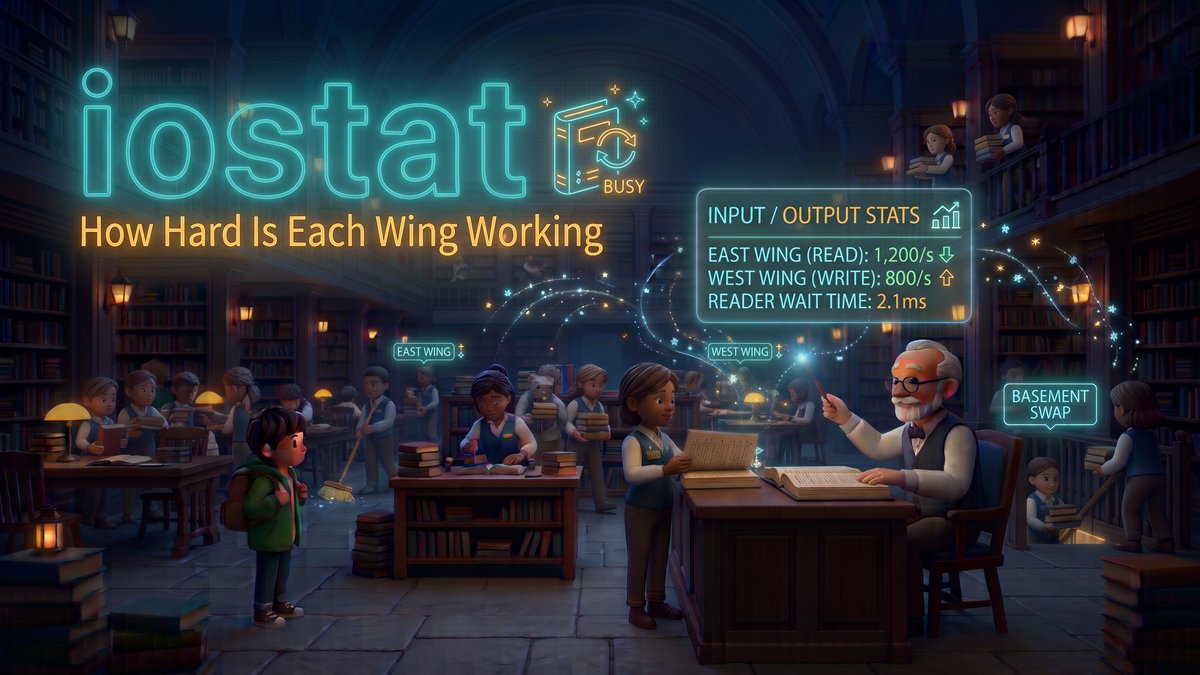 iostat
BUSY
How Hard Is Each Wing Working
INPUT / OUTPUT STATS
EAST WING (READ): 1,200/s
WEST WING (WRITE): 800/s
READER WAIT TIME: 2.1ms
EAST WING
WEST WING
BASEMENT
SWAP